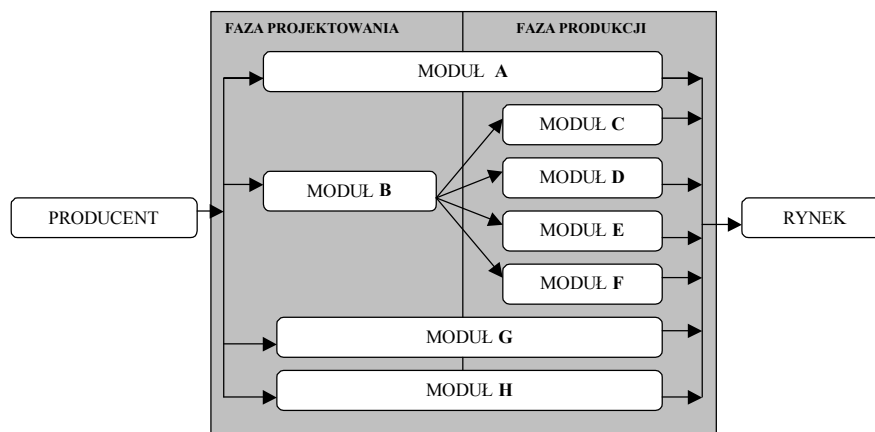 FAZA PROJEKTOWANIA
FAZA PRODUKCJI
MODUŁ A
MODUŁ C
MODUŁ B
MODUŁ D
PRODUCENT
MODUŁ E
RYNEK
MODUŁ F
MODUŁ G
MODUŁ H